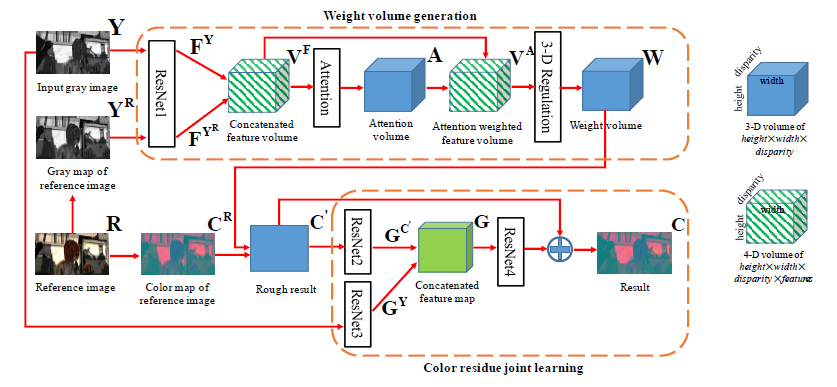 Weight volume generation
Y
Input gray image
Y^R
Gray map of
reference image
ResNet1
F^Y
F^{Y^R}
V^F
Concatenated
feature volume
Attention
A
Attention
volume
V^A
Attention weighted
feature volume
3-D Regulation
W
Weight volume
disparity
height
width
3-D volume of
height×width×
disparity
R
Reference image
C^R
Color map of
reference image
C'
Rough result
ResNet2
ResNet3
G^{C'}
G^Y
G
Concatenated
feature map
ResNet4
C
Result
disparity
height
width
4-D volume of
height×width×
disparity×features
Color residue joint learning